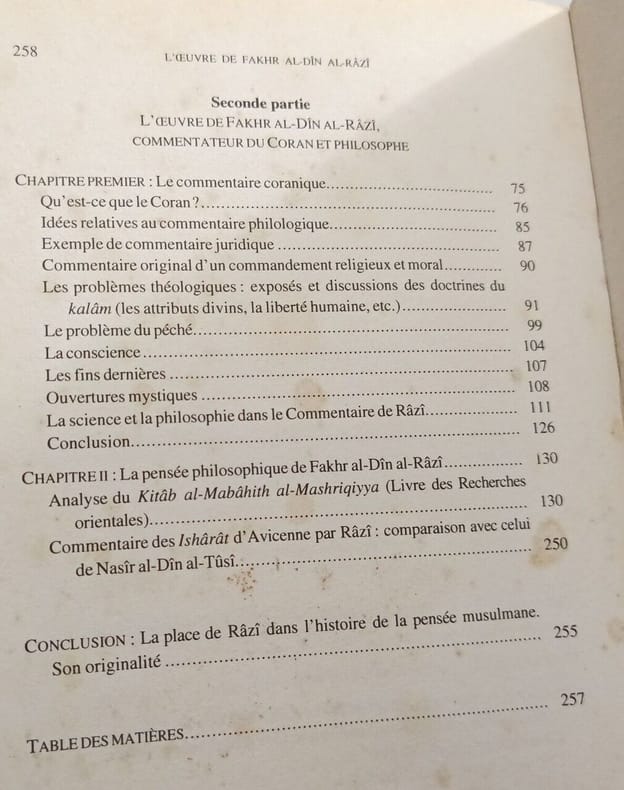 258
L'ŒUVRE DE FAKHR AL-DÎN AL-RÂZÎ
Seconde partie
L'ŒUVRE DE FAKHR AL-DÎN AL-RÂZÎ,
COMMENTATEUR DU CORAN ET PHILOSOPHE
CHAPITRE PREMIER : Le commentaire coranique.................................. 75
Qu'est-ce que le Coran ?............................................................ 76
Idées relatives au commentaire philologique.................................. 85
Exemple de commentaire juridique ............................................. 87
Commentaire original d'un commandement religieux et moral............. 90
Les problèmes théologiques : exposés et discussions des doctrines du
kalâm (les attributs divins, la liberté humaine, etc.)....................... 91
Le problème du péché............................................................... 99
La conscience......................................................................... 104
Les fins dernières .................................................................... 107
Ouvertures mystiques ............................................................... 108
La science et la philosophie dans le Commentaire de Râzî.................. 111
Conclusion.............................................................................. 126
CHAPITRE II : La pensée philosophique de Fakhr al-Dîn al-Râzî................ 130
Analyse du Kitâb al-Mabâhith al-Mashriqiyya (Livre des Recherches
orientales)............................................................................ 130
Commentaire des Ishârât d'Avicenne par Râzî : comparaison avec celui
de Nasîr al-Dîn al-Tûsî............................................................ 250
CONCLUSION : La place de Râzî dans l'histoire de la pensée musulmane.
Son originalité ........................................................................ 255
TABLE DES MATIÈRES..................................................................... 257